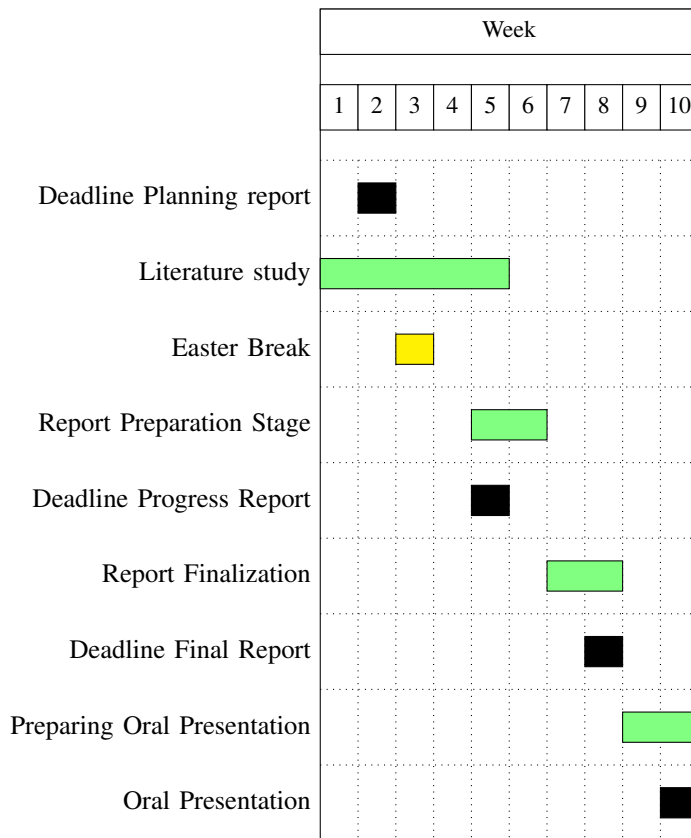 Week
1 2 3 4 5 6 7 8 9 10
Deadline Planning report
Literature study
Easter Break
Report Preparation Stage
Deadline Progress Report
Report Finalization
Deadline Final Report
Preparing Oral Presentation
Oral Presentation